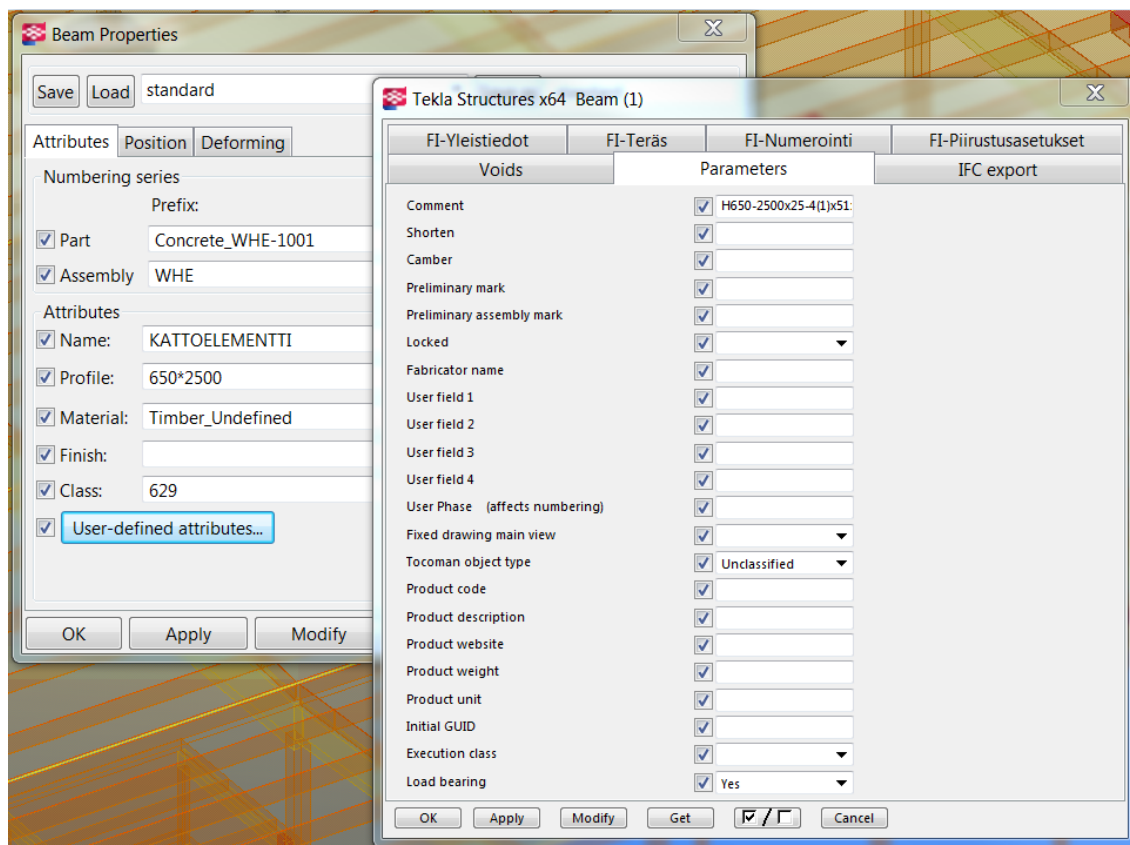 Beam Properties
Save Load standard
Attributes Position Deforming
Numbering series
Prefix:
Part Concrete_WHE-1001
Assembly WHE
Attributes
Name: KATTOELEMENTTI
Profile: 650*2500
Material: Timber_Undefined
Finish:
Class: 629
User-defined attributes...
OK Apply Modify
Tekla Structures x64 Beam (1)
FI-Yleistiedot FI-Teräs FI-Numerointi FI-Piirustusasetukset
Voids Parameters IFC export
Comment H650-2500x25-4(1)x51
Shorten
Camber
Preliminary mark
Preliminary assembly mark
Locked
Fabricator name
User field 1
User field 2
User field 3
User field 4
User Phase (affects numbering)
Fixed drawing main view
Tocoman object type Unclassified
Product code
Product description
Product website
Product weight
Product unit
Initial GUID
Execution class
Load bearing Yes
OK Apply Modify Get / Cancel